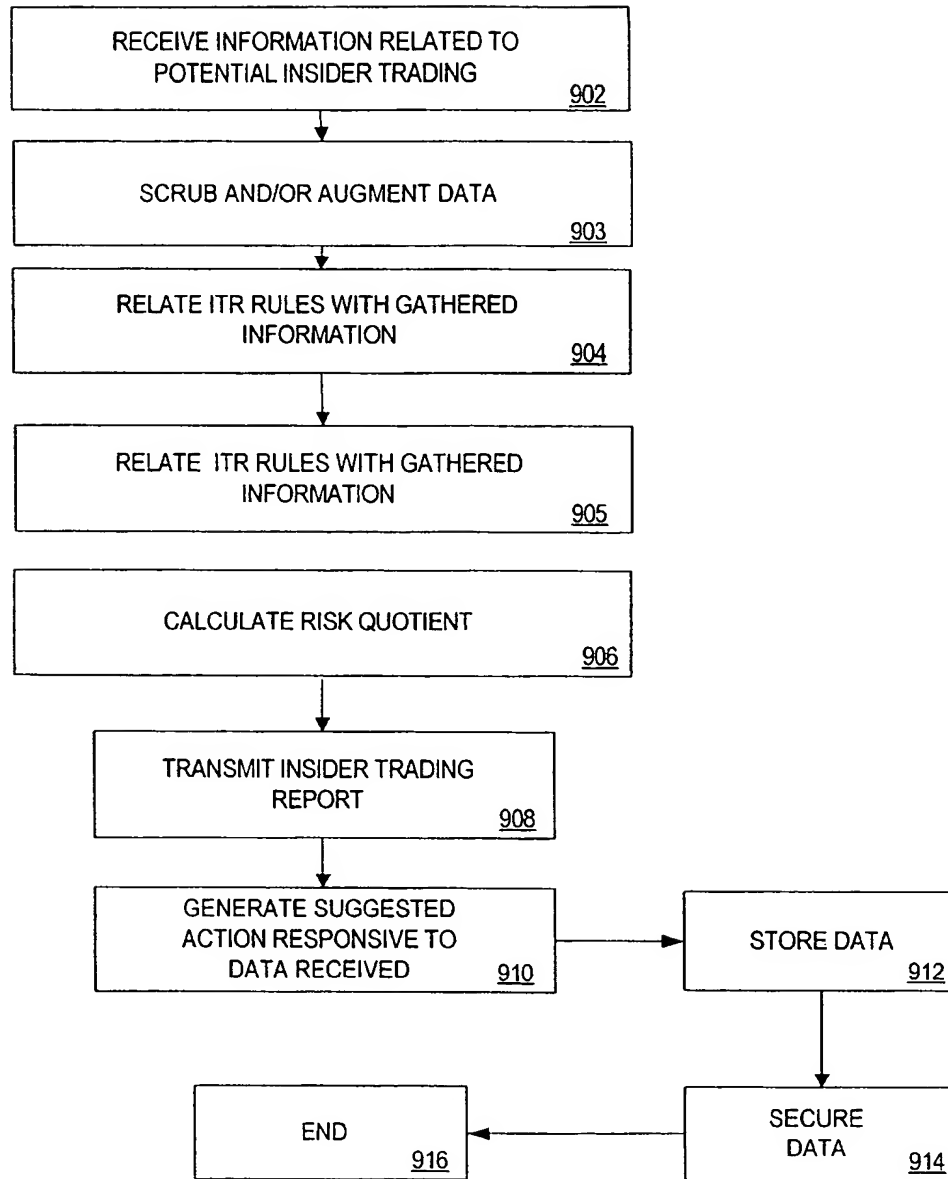 RECEIVE INFORMATION RELATED TO
POTENTIAL INSIDER TRADING
902
SCRUB AND/OR AUGMENT DATA
903
RELATE ITR RULES WITH GATHERED
INFORMATION
904
RELATE ITR RULES WITH GATHERED
INFORMATION
905
CALCULATE RISK QUOTIENT
906
TRANSMIT INSIDER TRADING
REPORT
908
GENERATE SUGGESTED
ACTION RESPONSIVE TO
DATA RECEIVED
910
STORE DATA
912
SECURE
DATA
914
END
916